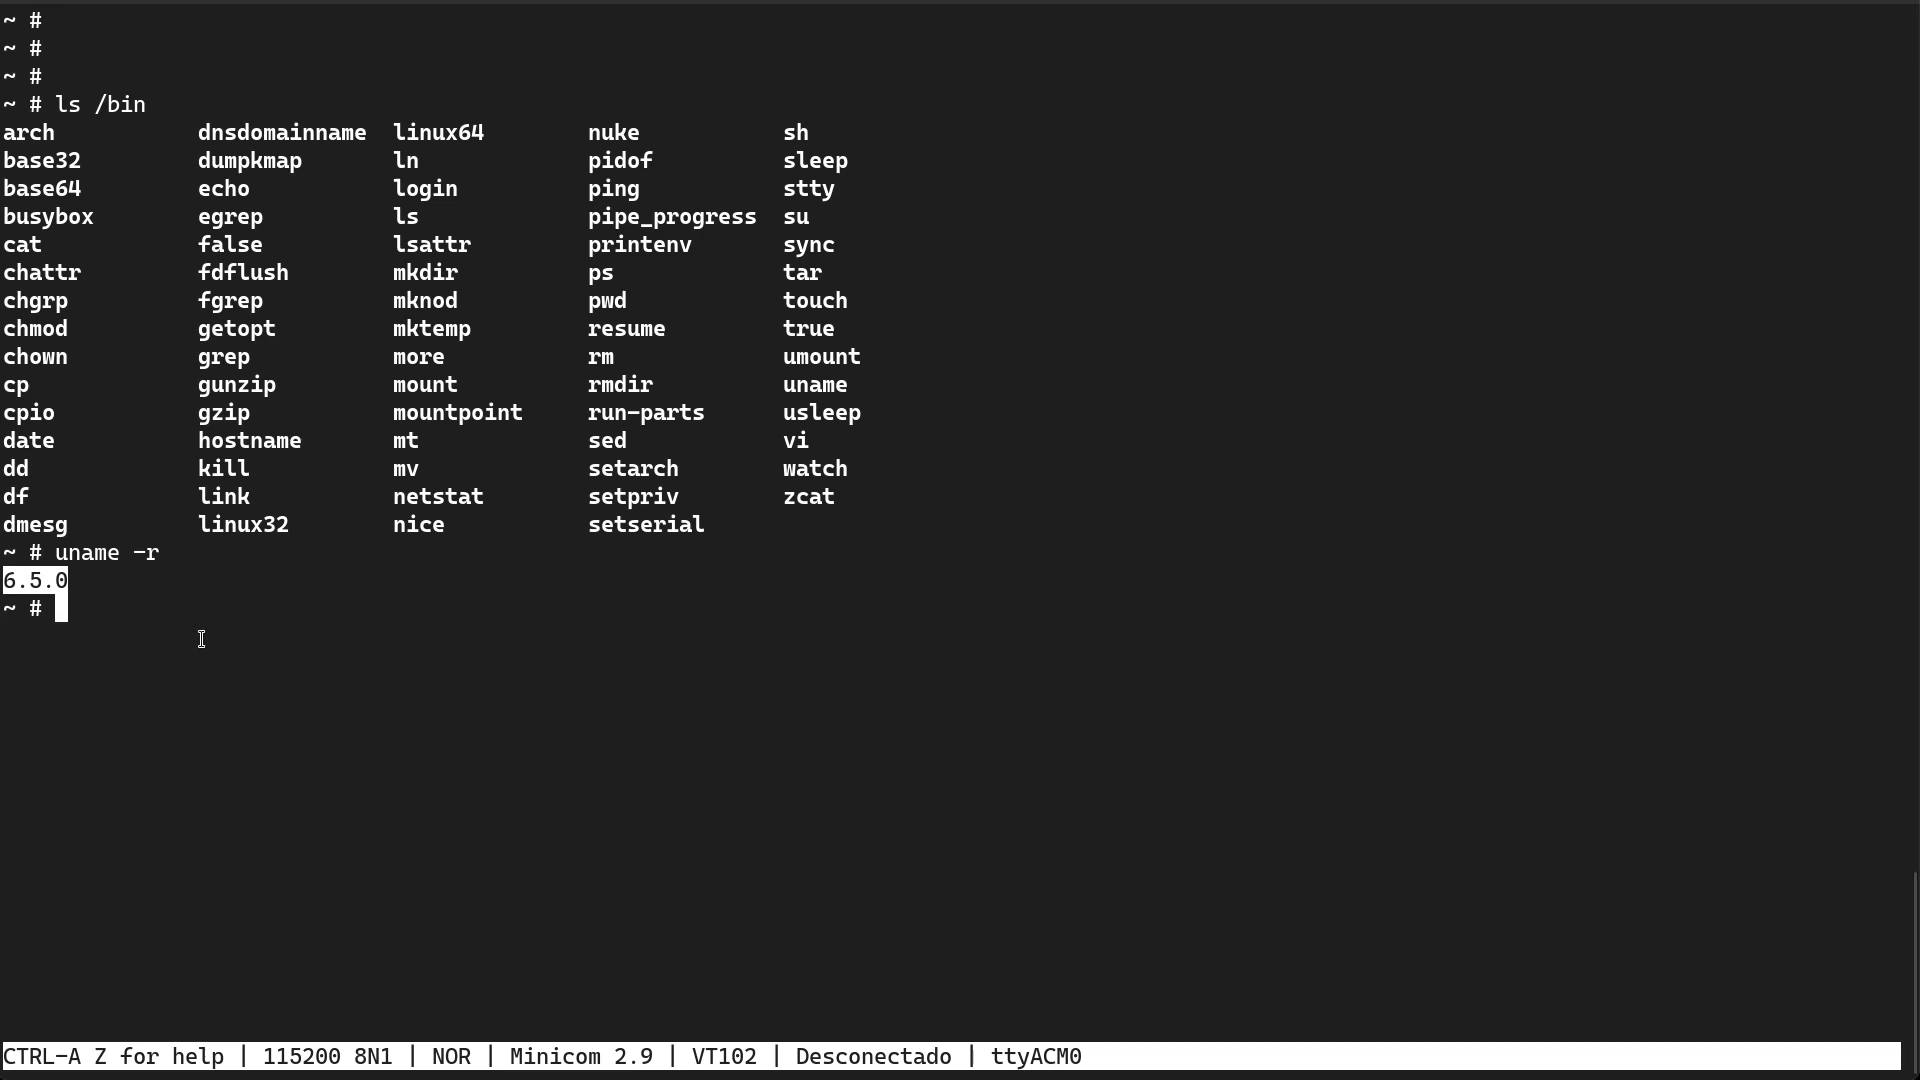 ~ #
~ #
~ #
~ # ls /bin
arch           dnsdomainname  linux64        nuke           sh
base32         dumpkmap       ln             pidof          sleep
base64         echo           login          ping           stty
busybox        egrep          ls             pipe_progress  su
cat            false          lsattr         printenv       sync
chattr         fdflush        mkdir          ps             tar
chgrp          fgrep          mknod          pwd            touch
chmod          getopt         mktemp         resume         true
chown          grep           more           rm             umount
cp             gunzip         mount          rmdir          uname
cpio           gzip           mountpoint     run-parts      usleep
date           hostname       mt             sed            vi
dd             kill           mv             setarch        watch
df             link           netstat        setpriv        zcat
dmesg          linux32        nice           setserial
~ # uname -r
6.5.0
~ #
CTRL-A Z for help | 115200 8N1 | NOR | Minicom 2.9 | VT102 | Desconectado | ttyACM0